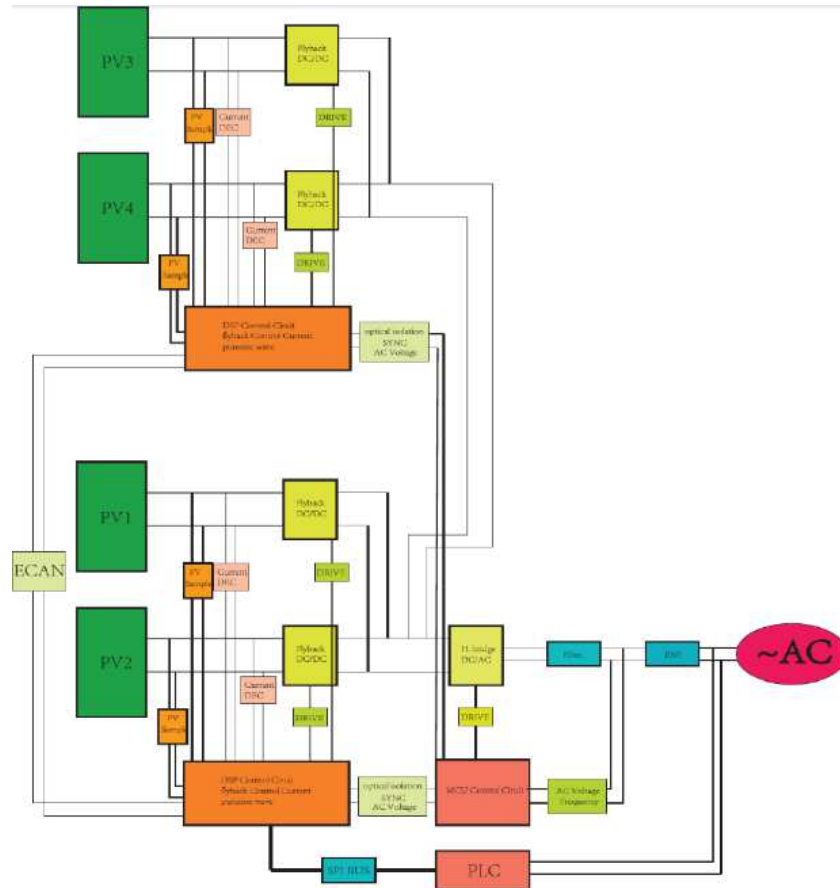 PV3
Flyback
DC/DC
PV
Sample
Current
DEC
DRIVE
PV4
Flyback
DC/DC
Current
DEC
PV
Sample
DRIVE
DSP Control Circuit
flyback Control Current
optical isolation
SYNC
AC Voltage
PV1
flyback
DC/DC
ECAN
PV
Sample
Current
DEC
DRIVE
PV2
Flyback
DC/DC
H bridge
DC/AC
~AC
Current
DEC
PV
Sample
DRIVE
DRIVE
DSP Control Circuit
flyback Control Current
optical isolation
SYNC
AC Voltage
MCU Control Circuit
AC Voltage
Frequency
SPI BUS
PLC